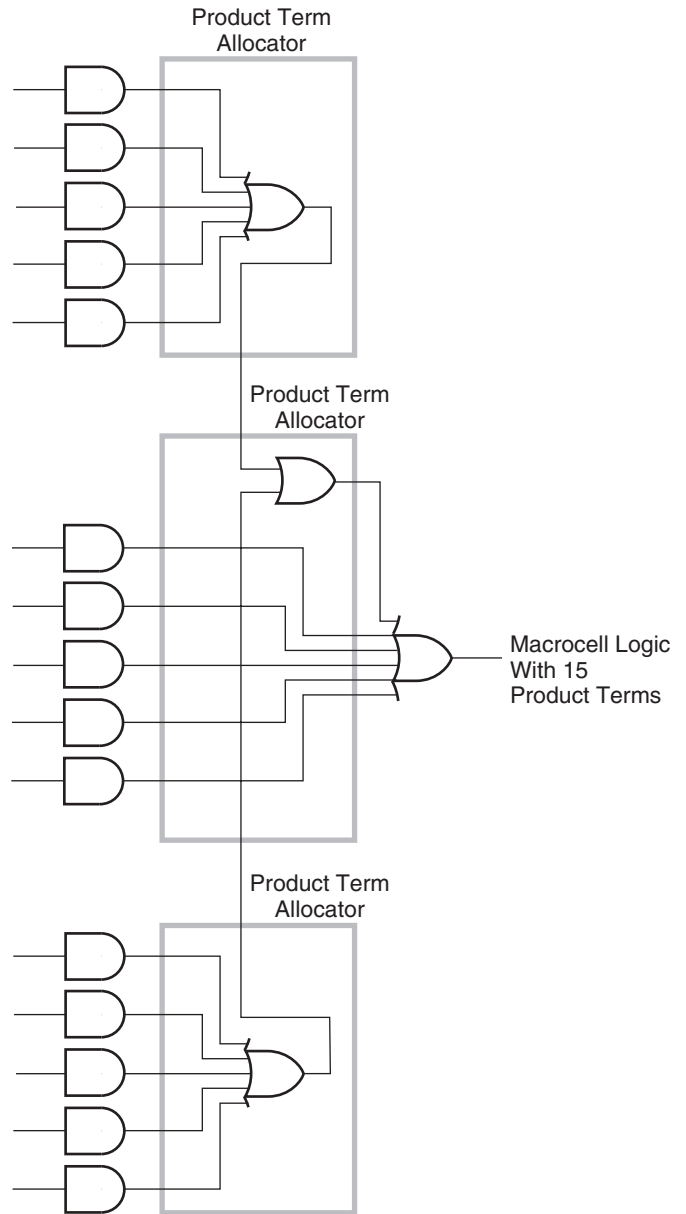 Product Term
Allocator
Product Term
Allocator
Macrocell Logic
With 15
Product Terms
Product Term
Allocator